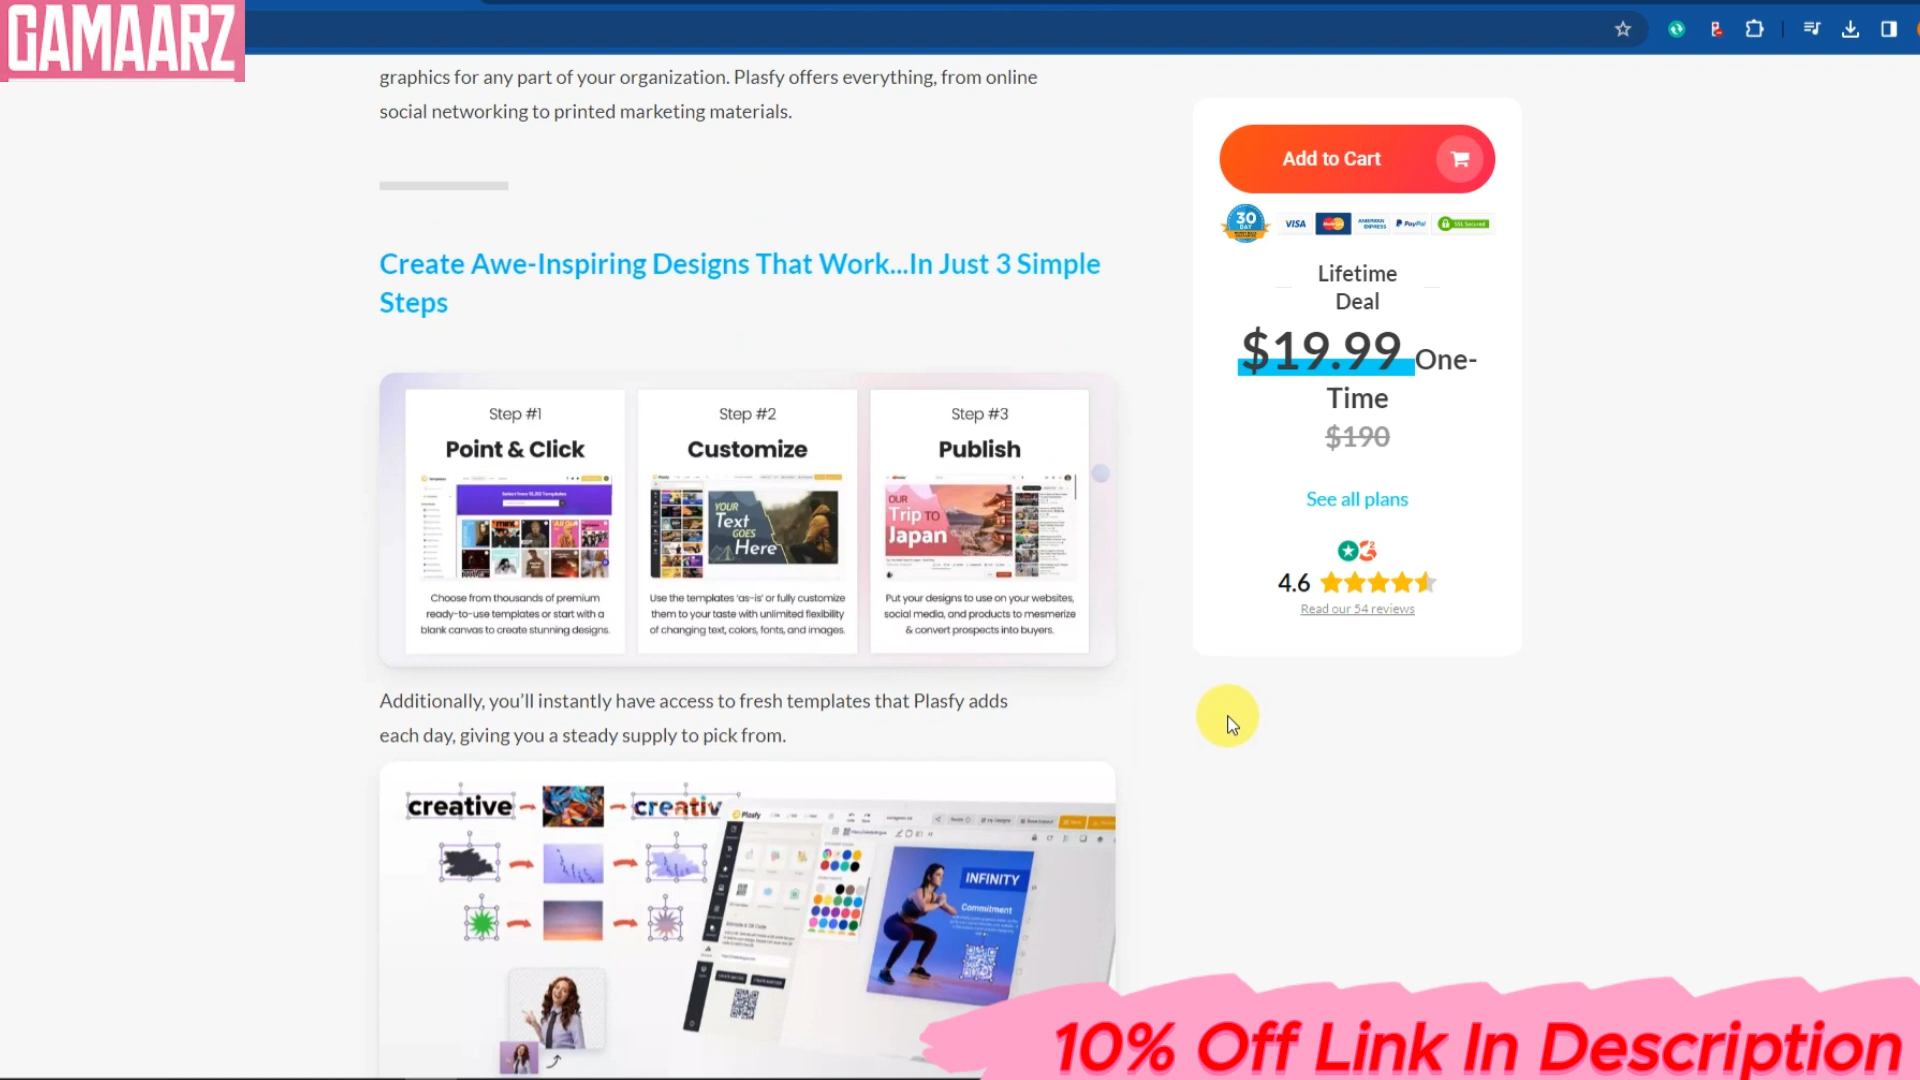 GAMAARZ
graphics for any part of your organization. Plasfy offers everything, from online
social networking to printed marketing materials.
Create Awe-Inspiring Designs That Work...In Just 3 Simple
Steps
Step #1
Point & Click
Choose from thousands of premium
ready-to-use templates or start with a
blank canvas to create stunning designs.
Step #2
Customize
YOUR
Text
GOES
Here
Use the templates 'as-is' or fully customize
them to your taste with unlimited flexibility
of changing text, colors, fonts, and images.
Step #3
Publish
OUR
Trip TO
Japan
Put your designs to use on your websites,
social media, and products to mesmerize
& convert prospects into buyers.
Additionally, you'll instantly have access to fresh templates that Plasfy adds
each day, giving you a steady supply to pick from.
creative
creativ
Plasfy
INFINITY
Commitment
Add to Cart
30
DAY
VISA
AMERICAN
EXPRESS
PayPal
SSL Secured
Lifetime
Deal
$19.99 One-
Time
$190
See all plans
4.6
Read our 54 reviews
10% Off Link In Description